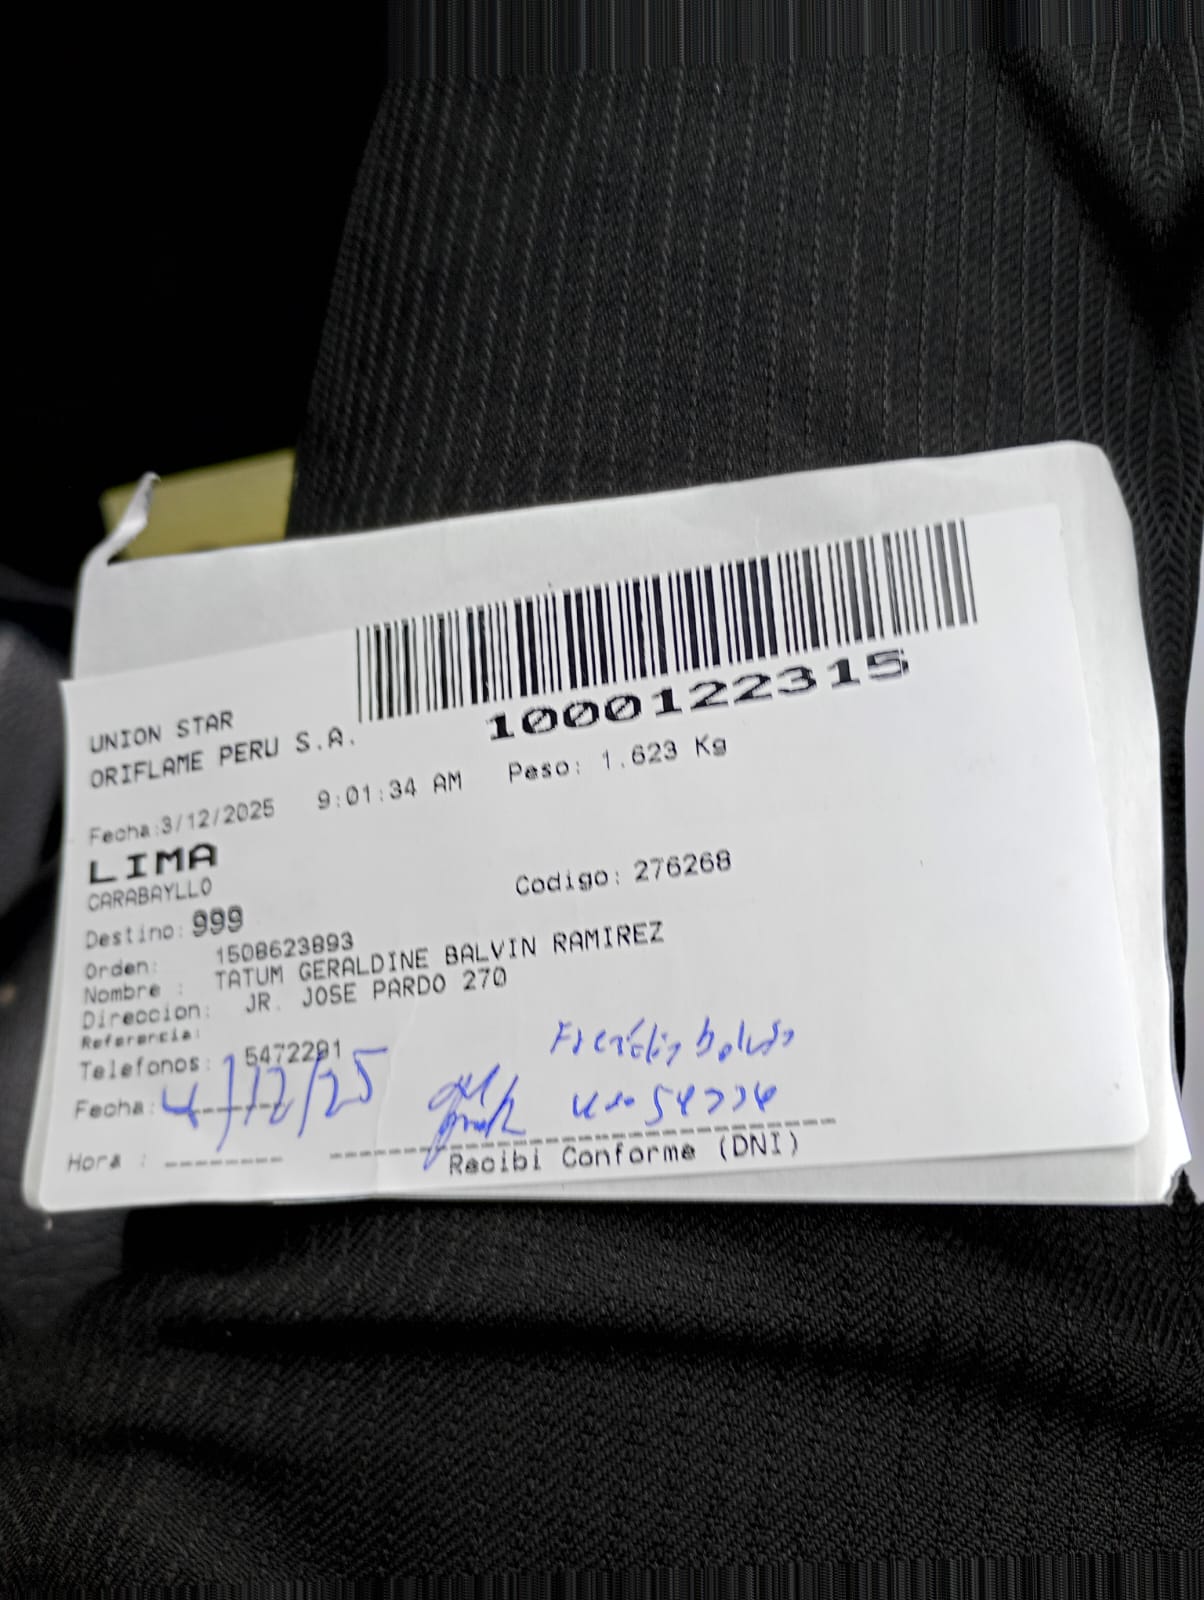 1000122315
UNION STAR
ORIFLAME PERU S.A.
Fecha:3/12/2025 9:01:34 AM Peso: 1.623 Kg
LIMA
CARABAYLLO
Codigo: 276268
Destino: 999
Orden: 1508623893
Nombre : TATUM GERALDINE BALVIN RAMIREZ
Direccion: JR. JOSE PARDO 270
Referencia:
Telefonos: 5472291
Fecha: 4/12/25
Hora :
Recibi Conforme (DNI)